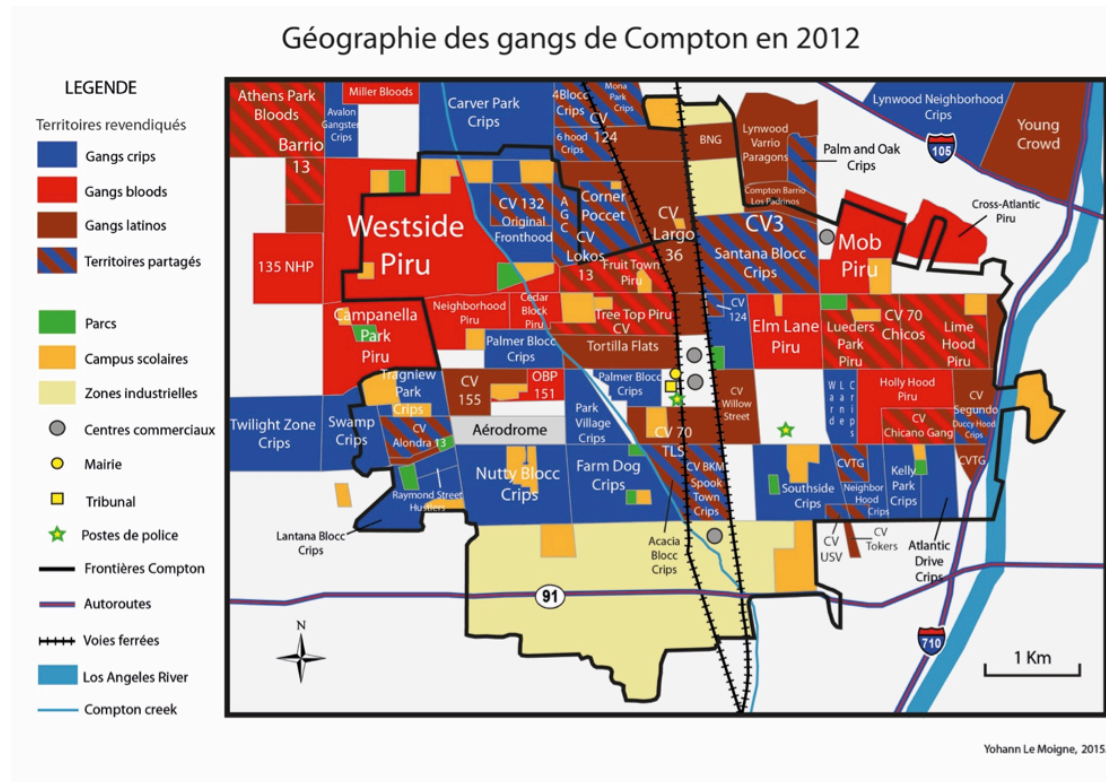 Géographie des gangs de Compton en 2012
LEGENDE
Territoires revendiqués
Gangs crips
Gangs bloods
Gangs latinos
Territoires partagés
Parcs
Campus scolaires
Zones industrielles
Centres commerciaux
Mairie
Tribunal
Postes de police
Frontières Compton
Autoroutes
Voies ferrées
Los Angeles River
Compton creek
Athens Park
Bloods
Barrio
13
Avalon
Gangster
Crips
Miller Bloods
Carver Park
Crips
4Blocc
Crips
Mona
Park
Crips
CV
124
6 hood
Crips
BNG
Lynwood
Varrio
Paragons
Palm and Oak
Crips
Compton Barrio
Los Padrinos
Lynwood Neighborhood
Crips
105
Young
Crowd
Cross-Atlantic
Piru
135 NHP
Westside
Piru
CV 132
Original
Fronthood
A
G
C
Corner
Poccet
CV
Lokos
13
Fruit Town
Piru
CV
Largo
36
CV3
Santana Blocc
Crips
Mob
Piru
Campanella
Park
Piru
Neighborhood
Piru
Cedar
Block
Piru
Tree Top Piru
CV
Tortilla Flats
Palmer Blocc
Crips
CV
124
Elm Lane
Piru
Lueders
Park
Piru
CV 70
Chicos
Lime
Hood
Piru
Tragniew
Park
Crips
CV
155
OBP
151
Palmer Blocc
Crips
CV
Willow
Street
W
a
r
d
L
a
n
e
C
r
i
p
s
Holly Hood
Piru
CV
Chicano Gang
CV
Segundo
Duccy Hood
Crips
Twilight Zone
Crips
Swamp
Crips
CV
Alondra 13
Aérodrome
Park
Village
Crips
CV 70
TLS
Raymond Street
Hustlers
Nutty Blocc
Crips
Farm Dog
Crips
CV BKM
Spook
Town
Crips
Southside
Crips
CVTG
Neighbor
Hood
Crips
Kelly
Park
Crips
CVTG
Lantana Blocc
Crips
Acacia
Blocc
Crips
CV
USV
CV
Tokers
Atlantic
Drive
Crips
91
710
N
1 Km
Yohann Le Moigne, 2015